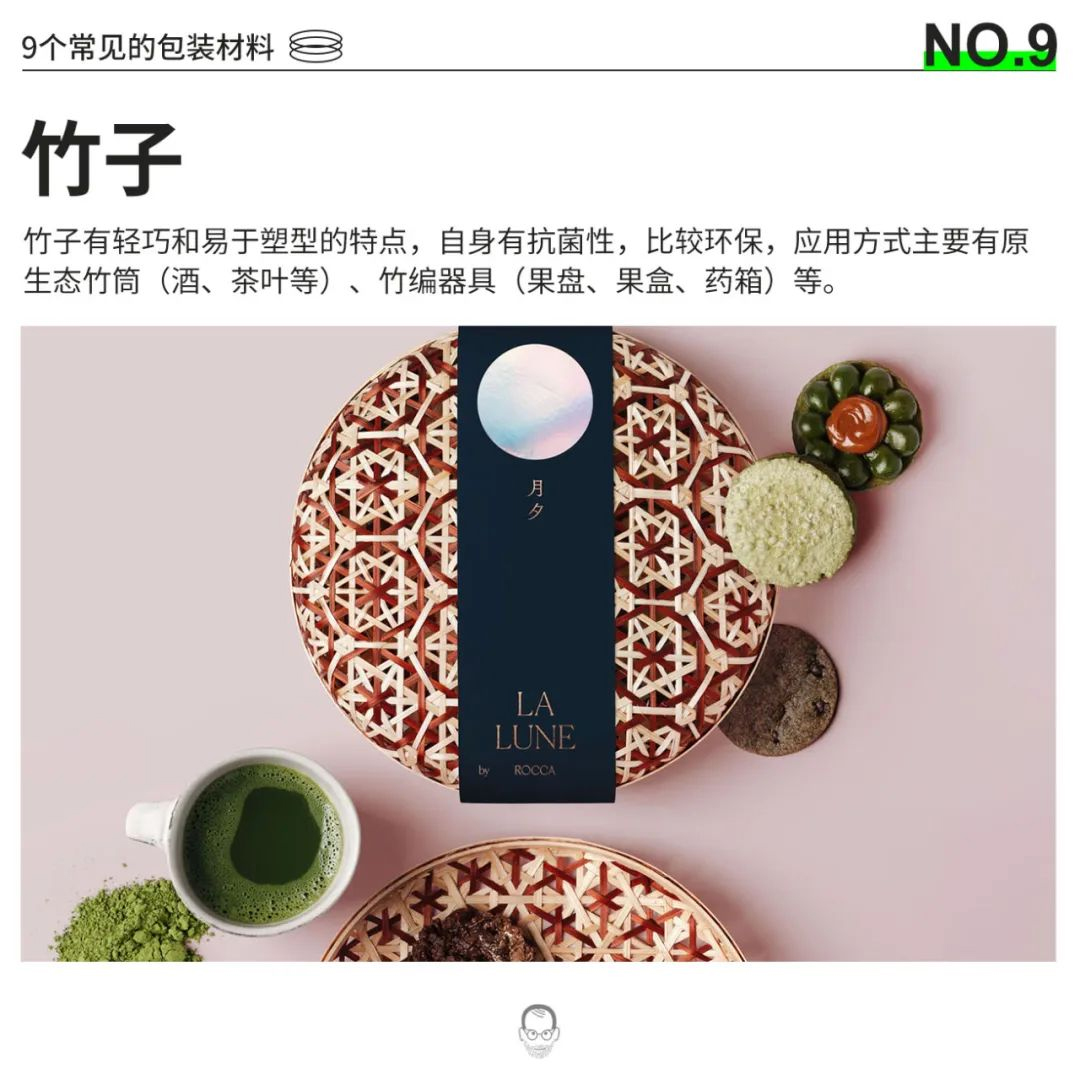 9个常见的包装材料
NO.9
竹子
竹子有轻巧和易于塑型的特点，自身有抗菌性，比较环保，应用方式主要有原
生态竹筒（酒、茶叶等）、竹编器具（果盘、果盒、药箱）等。
月
夕
LA
LUNE
by ROCCA